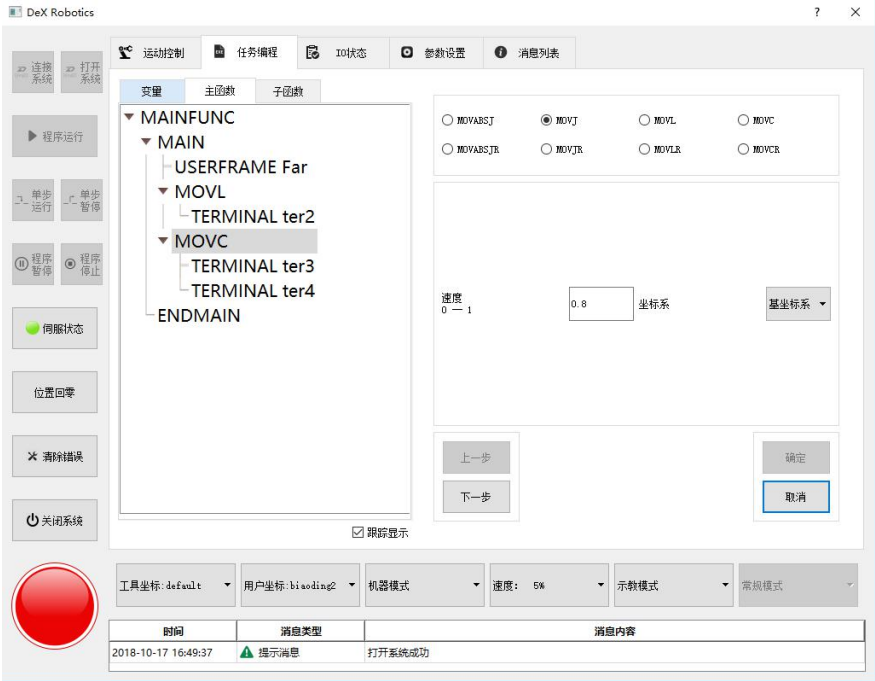 DeX Robotics
?
连接系统
打开系统
运动控制
任务编程
IO状态
参数设置
消息列表
变量
主函数
子函数
程序运行
单步运行
单步暂停
程序暂停
程序停止
伺服状态
位置回零
清除错误
关闭系统
MAINFUNC
MAIN
USERFRAME Far
MOVL
TERMINAL ter2
MOVC
TERMINAL ter3
TERMINAL ter4
ENDMAIN
跟踪显示
MOVABSJ
MOVJ
MOVL
MOVC
MOVABSJR
MOVJR
MOVLR
MOVCR
速度
0 — 1
0.8
坐标系
基坐标系
上一步
下一步
确定
取消
工具坐标:default
用户坐标:biaoding2
机器模式
速度: 5%
示教模式
常规模式
时间
消息类型
消息内容
2018-10-17 16:49:37
提示消息
打开系统成功